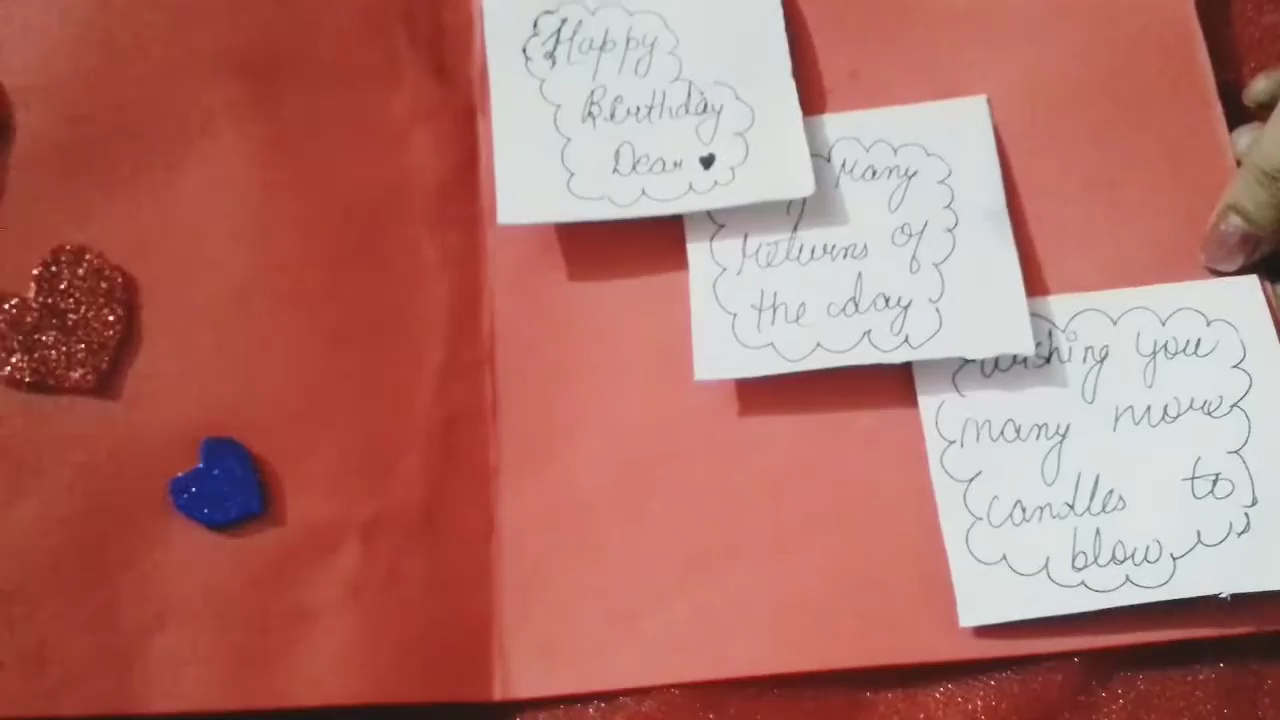 Happy
Birthday
Dear ♥
Many
Returns Of
the day
Wishing you
many more
candles to
blow